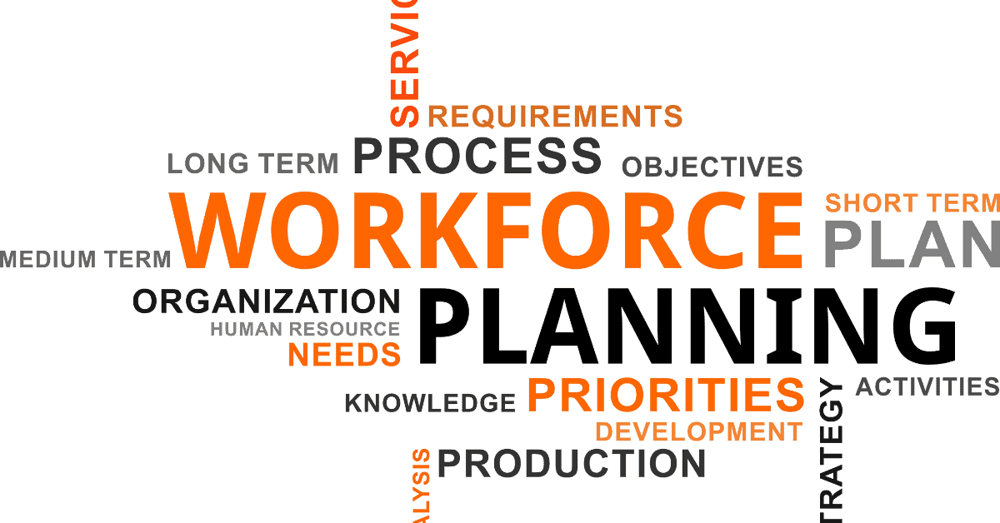 SERVIC
REQUIREMENTS
LONG TERM
PROCESS
OBJECTIVES
WORKFORCE
SHORT TERM
PLAN
MEDIUM TERM
ORGANIZATION
PLANNING
HUMAN RESOURCE
NEEDS
KNOWLEDGE
PRIORITIES
ACTIVITIES
TRATEGY
DEVELOPMENT
ALYSIS
PRODUCTION